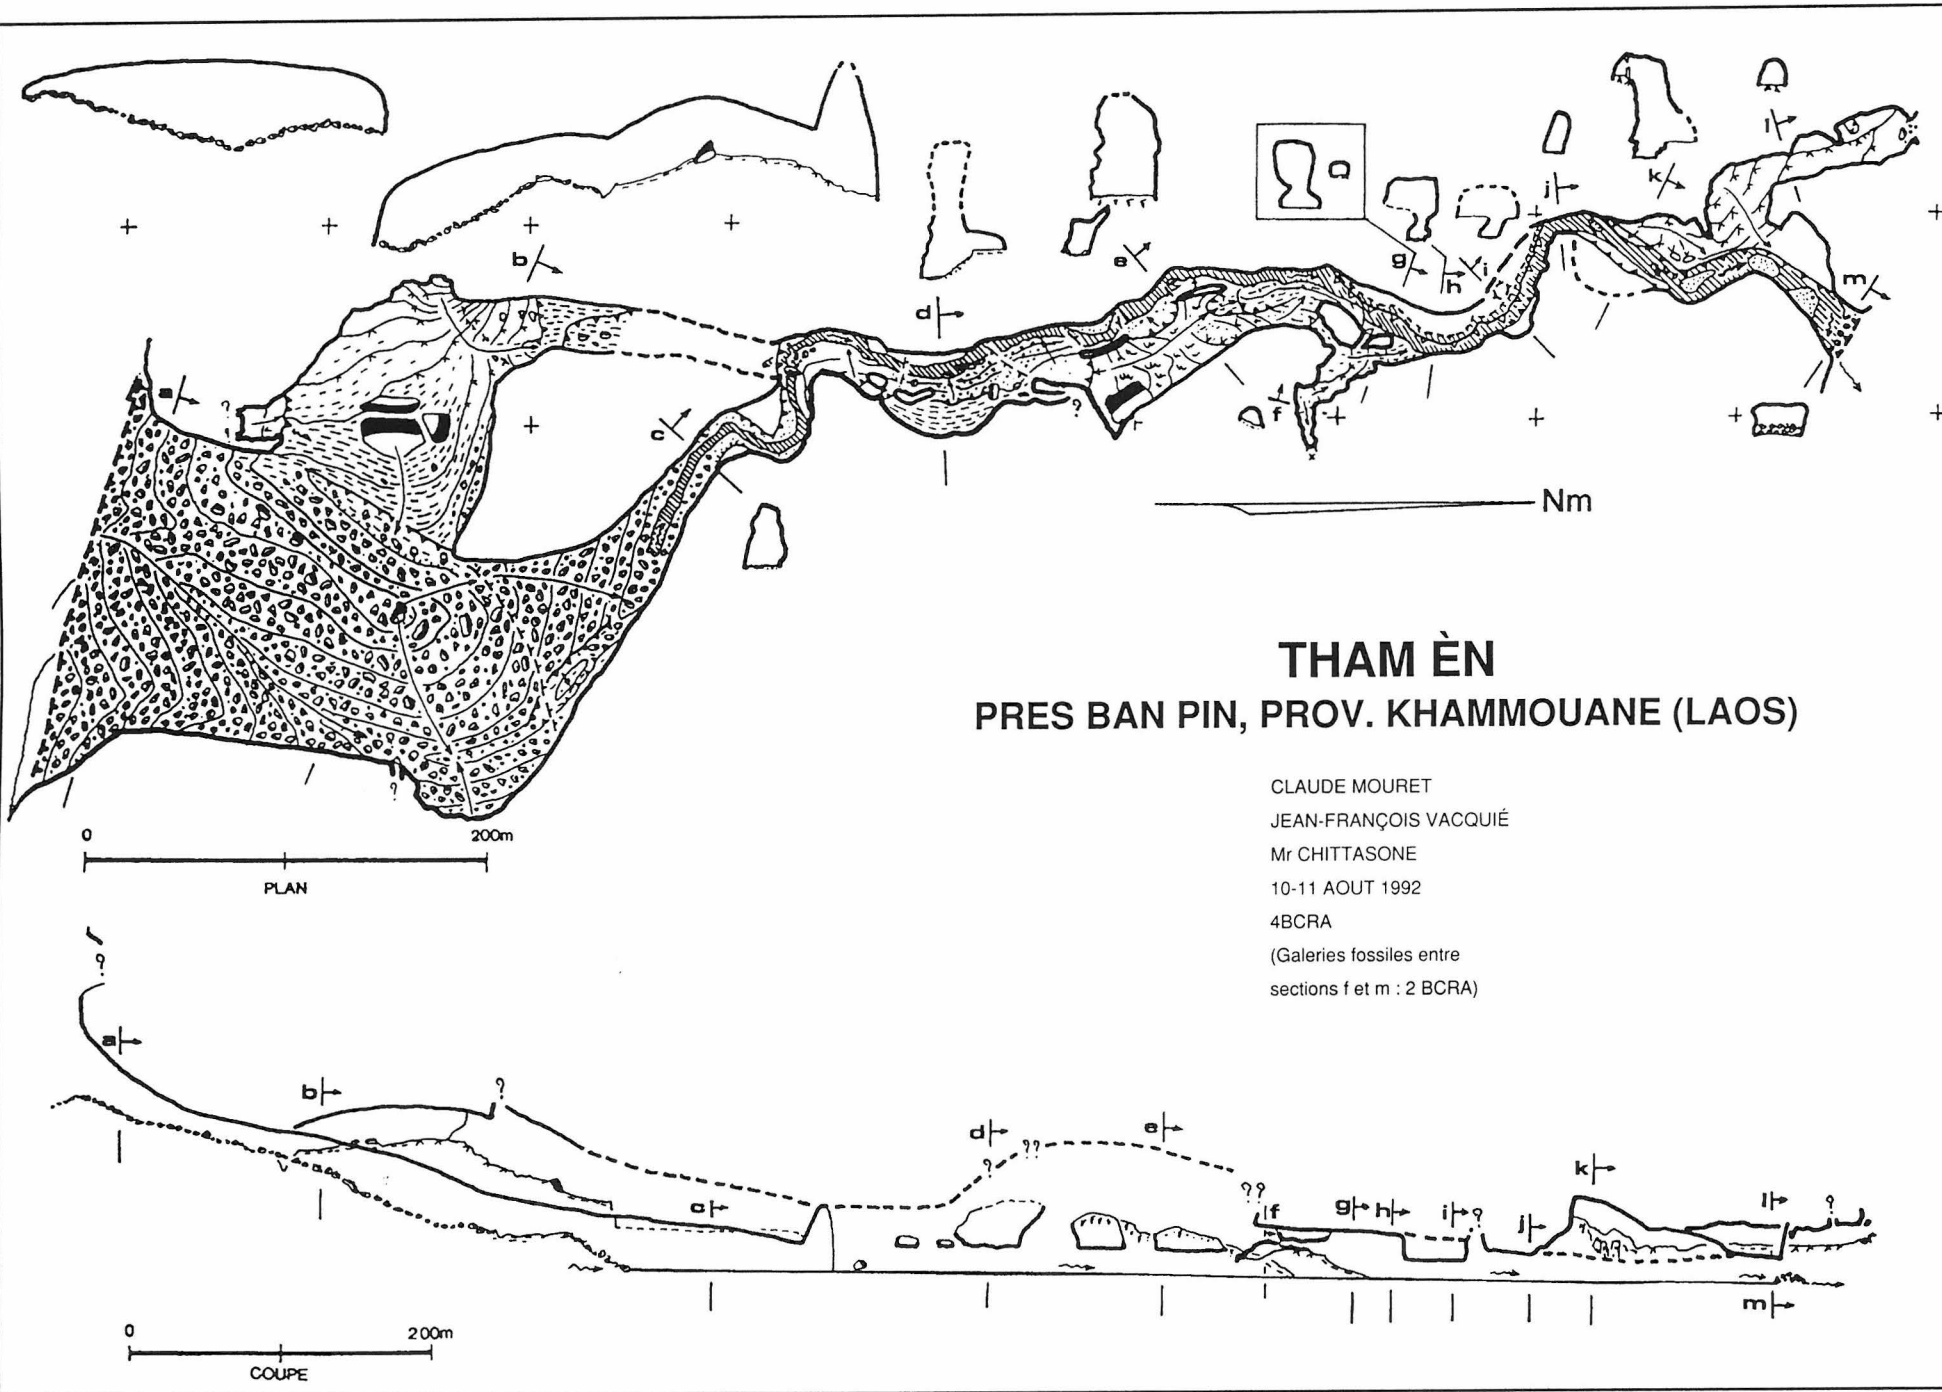 b
d
e
g
h
i
j
k
l
m
a
?
c
?
f
Nm
THAM ÈN
PRES BAN PIN, PROV. KHAMMOUANE (LAOS)
CLAUDE MOURET
JEAN-FRANÇOIS VACQUIÉ
Mr CHITTASONE
10-11 AOUT 1992
4BCRA
(Galeries fossiles entre
sections f et m : 2 BCRA)
?
0 200m
PLAN
?
a
b
?
c
d
?
??
e
??
f
g
h
i
?
j
k
l
?
m
0 200m
COUPE